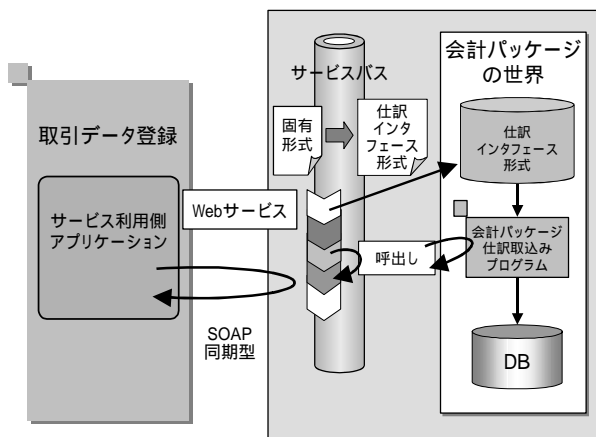 取引データ登録
サービス利用側
アプリケーション
Webサービス
SOAP
同期型
サービスバス
固有
形式
仕訳
インタ
フェース
形式
呼出し
会計パッケージ
の世界
仕訳
インタフェース
形式
会計パッケージ
仕訳取込み
プログラム
DB